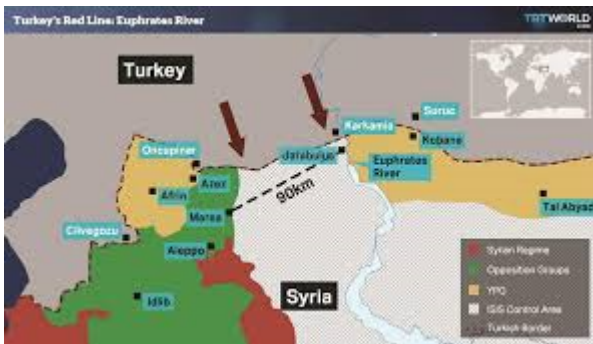 Turkey's Red Line: Euphrates River
TRTWORLD
Turkey
Suruc
Karkamis
Kobane
Oncupinar
Jarabulus
Euphrates
River
Azaz
Afrin
90km
Marea
Tal Abyad
Cilvegozu
Aleppo
Syrian Regime
Opposition Groups
YPG
ISIS Control Area
Turkish Border
Idlib
Syria